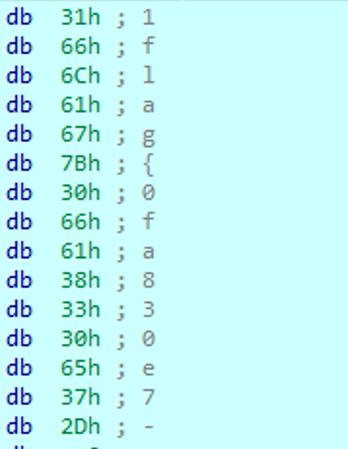 db 31h ; 1
db 66h ; f
db 6Ch ; l
db 61h ; a
db 67h ; g
db 7Bh ; {
db 30h ; 0
db 66h ; f
db 61h ; a
db 38h ; 8
db 33h ; 3
db 30h ; 0
db 65h ; e
db 37h ; 7
db 2Dh ; -